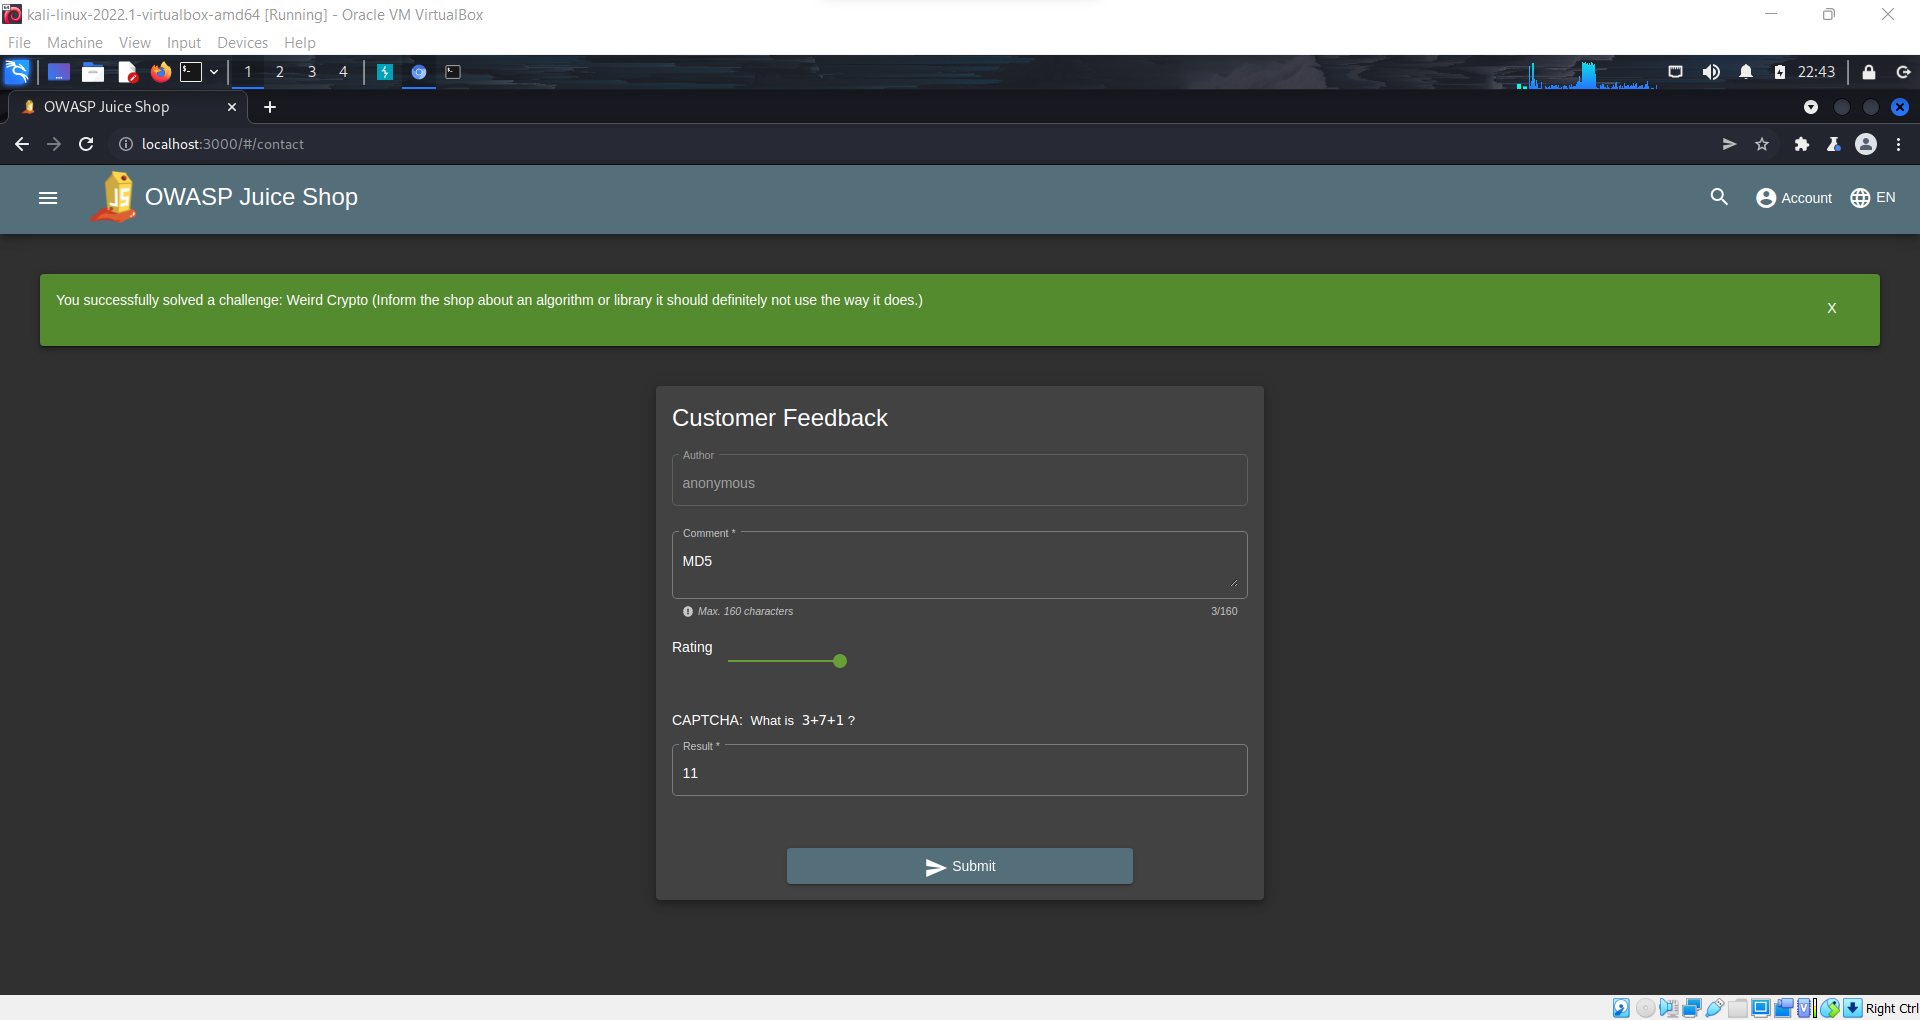 kali-linux-2022.1-virtualbox-amd64 [Running] - Oracle VM VirtualBox
File Machine View Input Devices Help
1 2 3 4 22:43
OWASP Juice Shop
localhost:3000/#/contact
JS OWASP Juice Shop Account EN
You successfully solved a challenge: Weird Crypto (Inform the shop about an algorithm or library it should definitely not use the way it does.) X
Customer Feedback
Author
anonymous
Comment *
MD5
Max. 160 characters 3/160
Rating
CAPTCHA: What is 3+7+1 ?
Result *
11
Submit
Right Ctrl